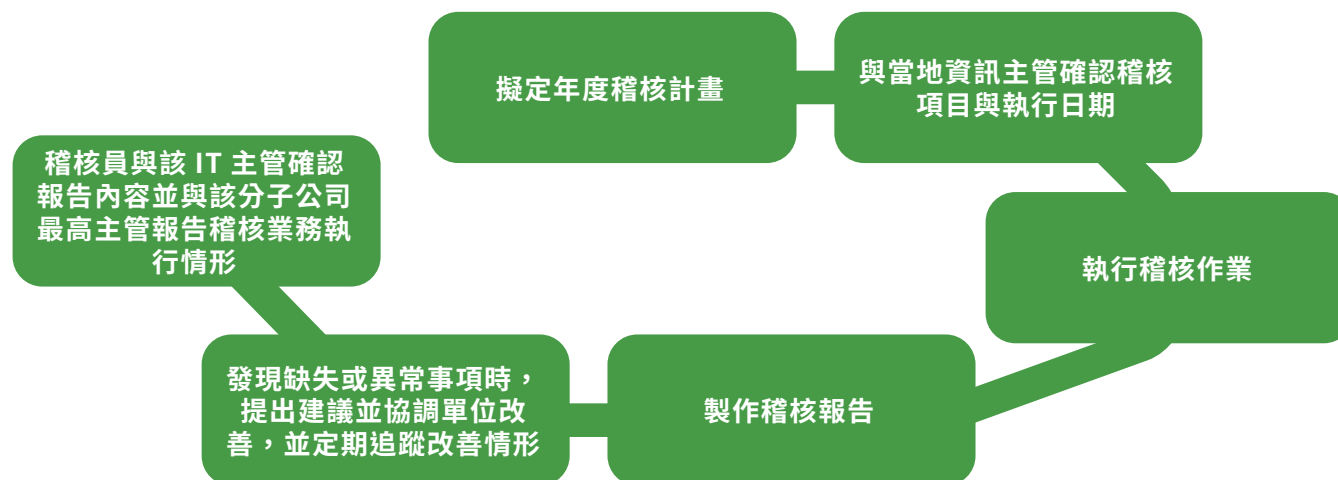 擬定年度稽核計畫
與當地資訊主管確認稽核
項目與執行日期
執行稽核作業
製作稽核報告
發現缺失或異常事項時，
提出建議並協調單位改
善，並定期追蹤改善情形
稽核員與該 IT 主管確認
報告內容並與該分子公司
最高主管報告稽核業務執
行情形